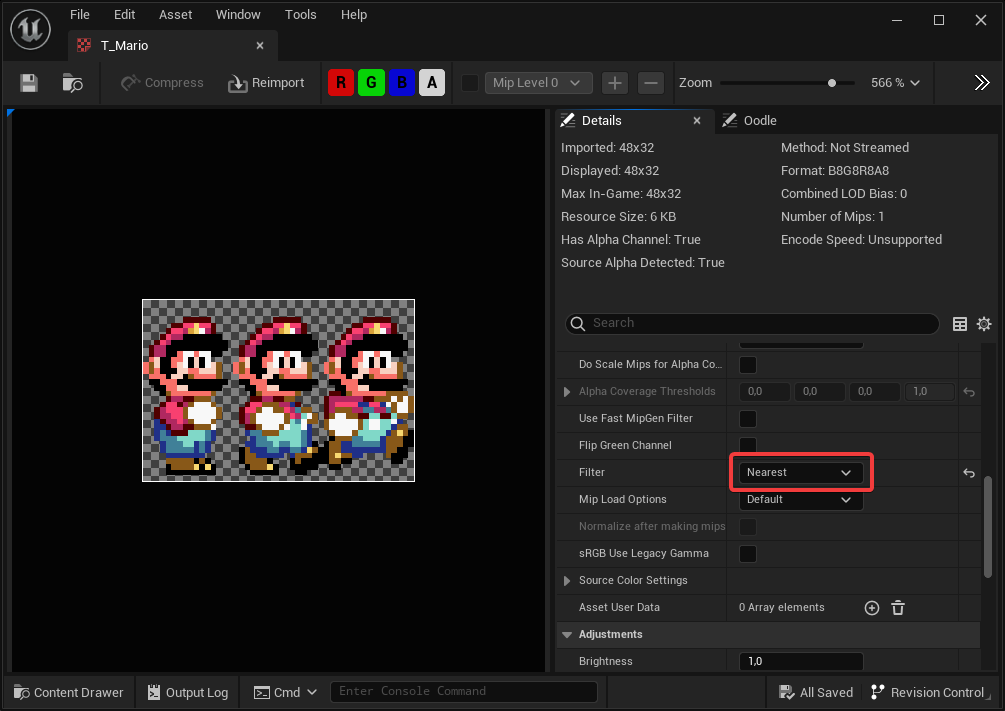 File Edit Asset Window Tools Help
T_Mario
Compress Reimport R G B A Mip Level 0 Zoom 566 %
Details Oodle
Imported: 48x32 Method: Not Streamed
Displayed: 48x32 Format: B8G8R8A8
Max In-Game: 48x32 Combined LOD Bias: 0
Resource Size: 6 KB Number of Mips: 1
Has Alpha Channel: True Encode Speed: Unsupported
Source Alpha Detected: True
Search
Do Scale Mips for Alpha Co...
Alpha Coverage Thresholds 0,0 0,0 0,0 1,0
Use Fast MipGen Filter
Flip Green Channel
Filter Nearest
Mip Load Options Default
Normalize after making mips
sRGB Use Legacy Gamma
Source Color Settings
Asset User Data 0 Array elements
Adjustments
Brightness 1,0
Content Drawer Output Log Cmd Enter Console Command All Saved Revision Control